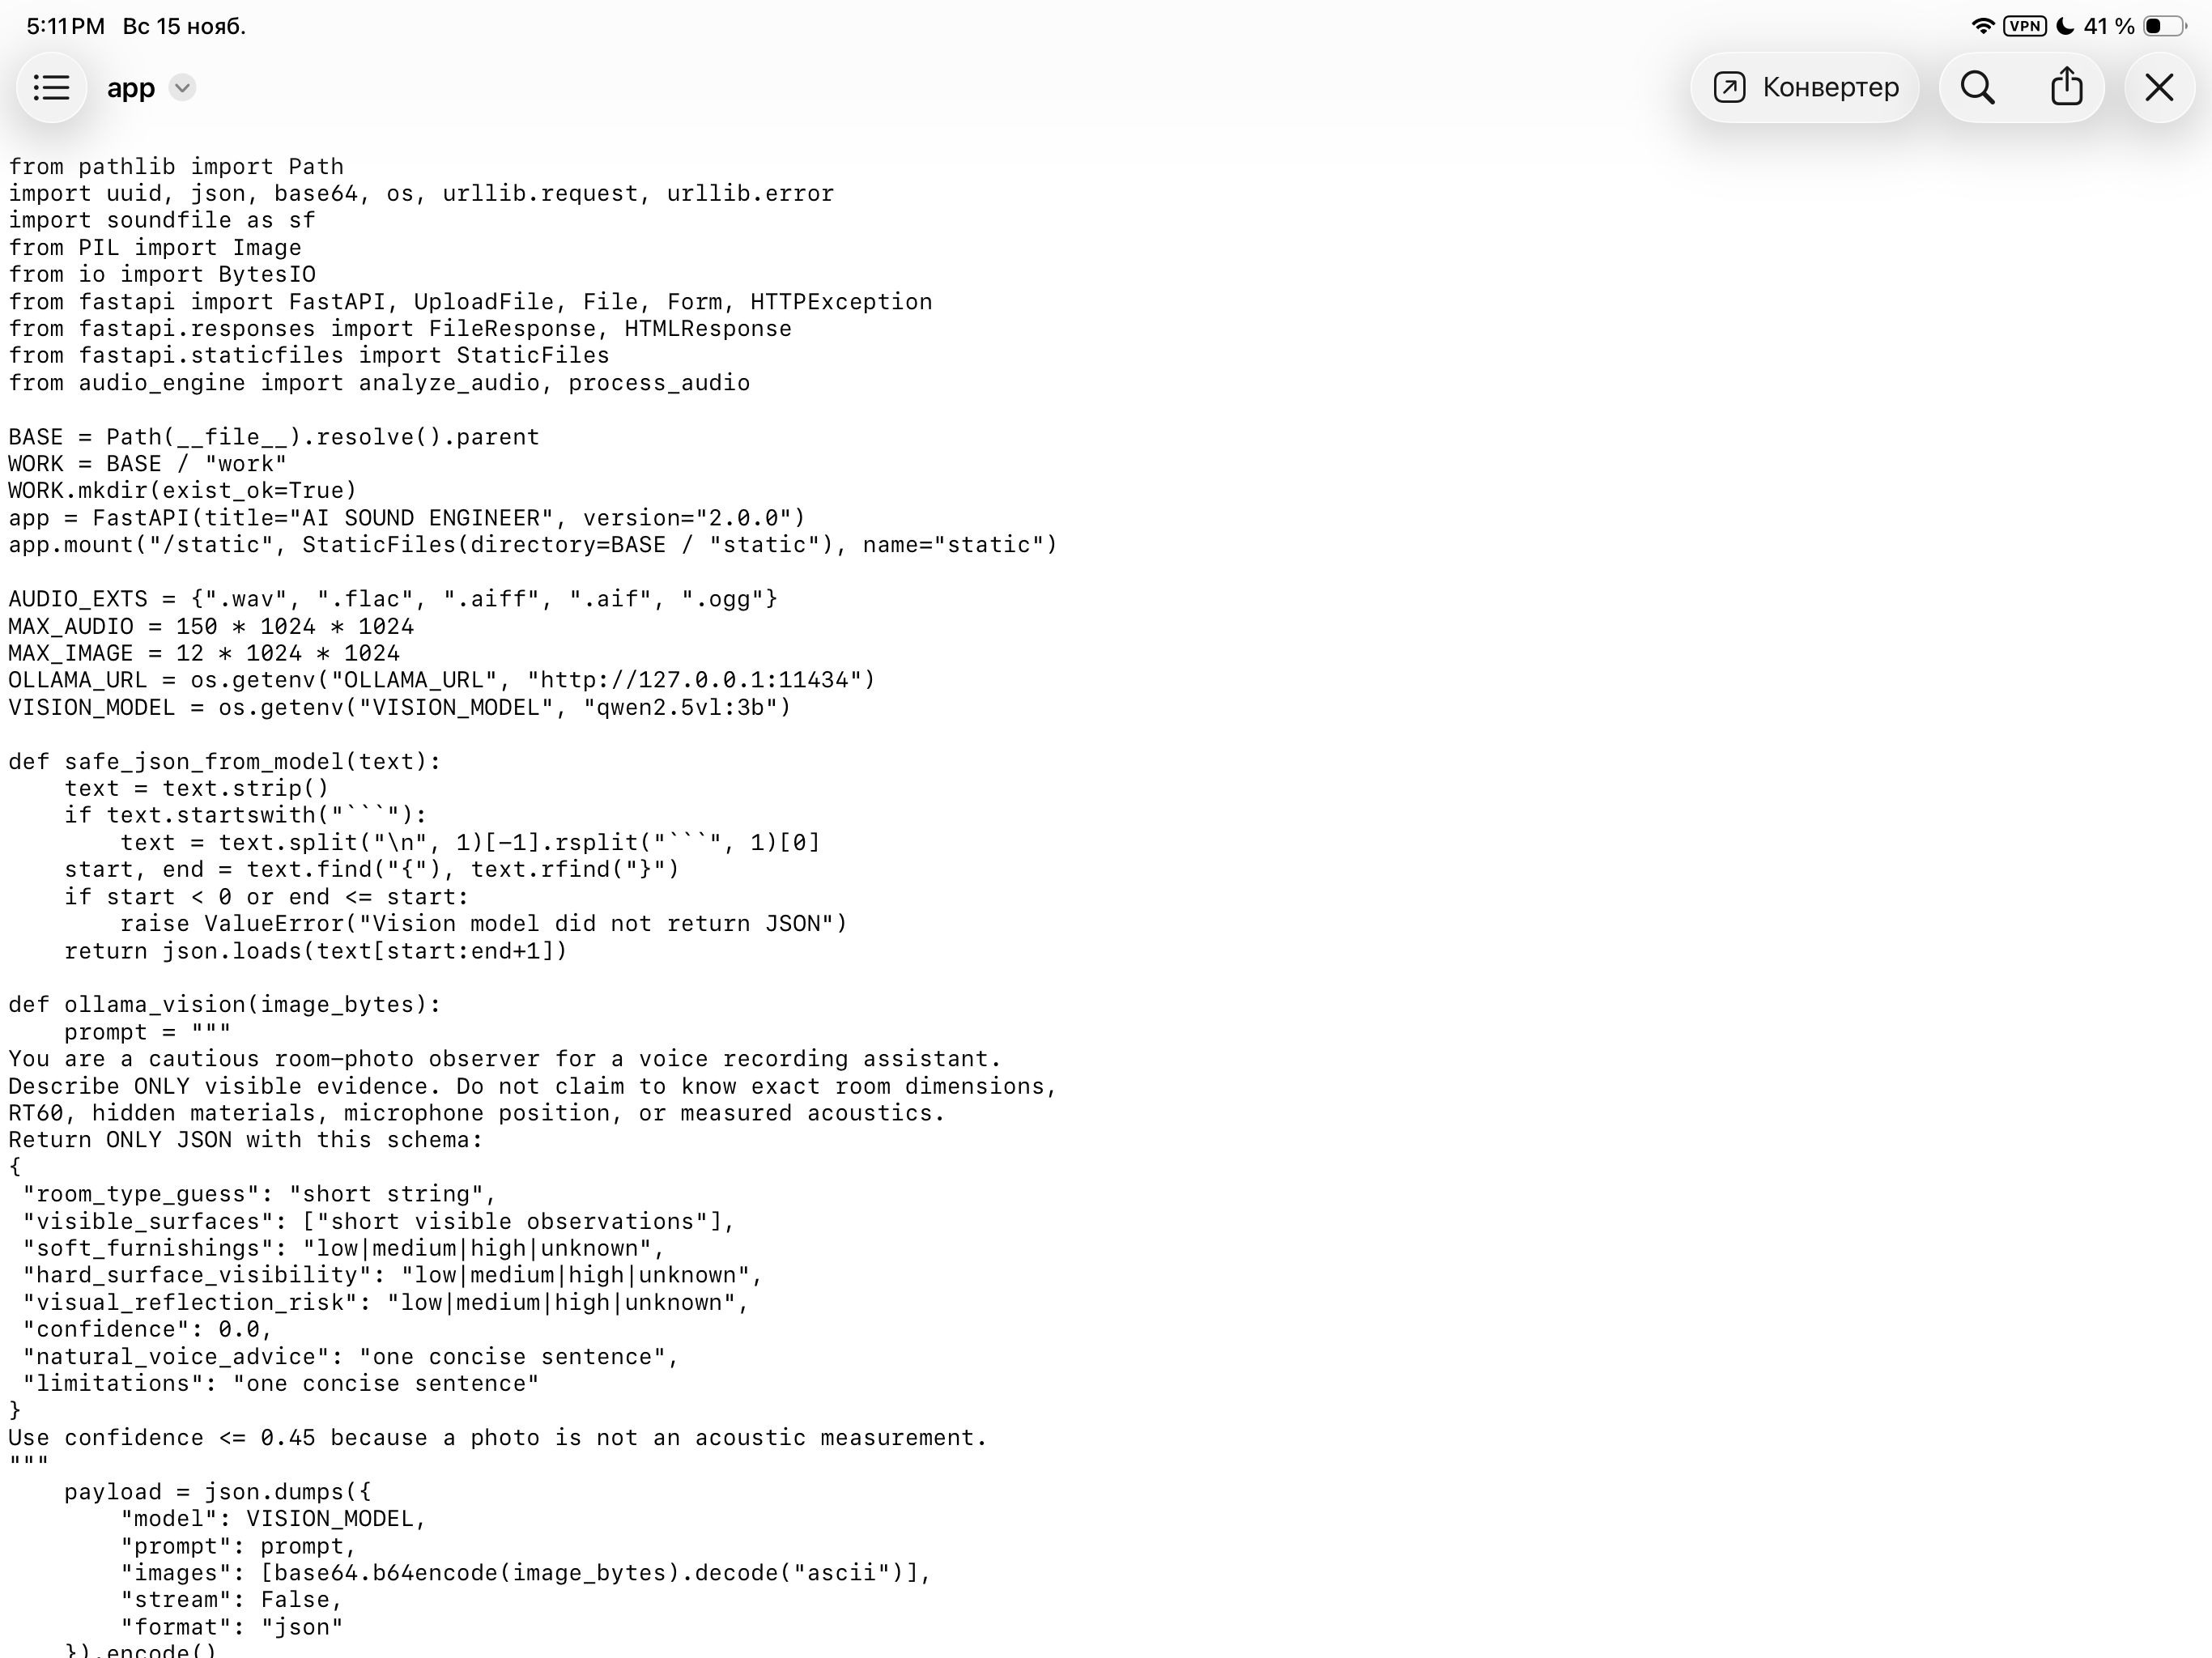 5:11 PM Вс 15 нояб.
VPN 41 %
app
Конвертер
from pathlib import Path
import uuid, json, base64, os, urllib.request, urllib.error
import soundfile as sf
from PIL import Image
from io import BytesIO
from fastapi import FastAPI, UploadFile, File, Form, HTTPException
from fastapi.responses import FileResponse, HTMLResponse
from fastapi.staticfiles import StaticFiles
from audio_engine import analyze_audio, process_audio

BASE = Path(__file__).resolve().parent
WORK = BASE / "work"
WORK.mkdir(exist_ok=True)
app = FastAPI(title="AI SOUND ENGINEER", version="2.0.0")
app.mount("/static", StaticFiles(directory=BASE / "static"), name="static")

AUDIO_EXTS = {".wav", ".flac", ".aiff", ".aif", ".ogg"}
MAX_AUDIO = 150 * 1024 * 1024
MAX_IMAGE = 12 * 1024 * 1024
OLLAMA_URL = os.getenv("OLLAMA_URL", "http://127.0.0.1:11434")
VISION_MODEL = os.getenv("VISION_MODEL", "qwen2.5vl:3b")

def safe_json_from_model(text):
    text = text.strip()
    if text.startswith("```"):
        text = text.split("\n", 1)[-1].rsplit("```", 1)[0]
    start, end = text.find("{"), text.rfind("}")
    if start < 0 or end <= start:
        raise ValueError("Vision model did not return JSON")
    return json.loads(text[start:end+1])

def ollama_vision(image_bytes):
    prompt = """
You are a cautious room-photo observer for a voice recording assistant.
Describe ONLY visible evidence. Do not claim to know exact room dimensions,
RT60, hidden materials, microphone position, or measured acoustics.
Return ONLY JSON with this schema:
{
 "room_type_guess": "short string",
 "visible_surfaces": ["short visible observations"],
 "soft_furnishings": "low|medium|high|unknown",
 "hard_surface_visibility": "low|medium|high|unknown",
 "visual_reflection_risk": "low|medium|high|unknown",
 "confidence": 0.0,
 "natural_voice_advice": "one concise sentence",
 "limitations": "one concise sentence"
}
Use confidence <= 0.45 because a photo is not an acoustic measurement.
"""
    payload = json.dumps({
        "model": VISION_MODEL,
        "prompt": prompt,
        "images": [base64.b64encode(image_bytes).decode("ascii")],
        "stream": False,
        "format": "json"
    }).encode()